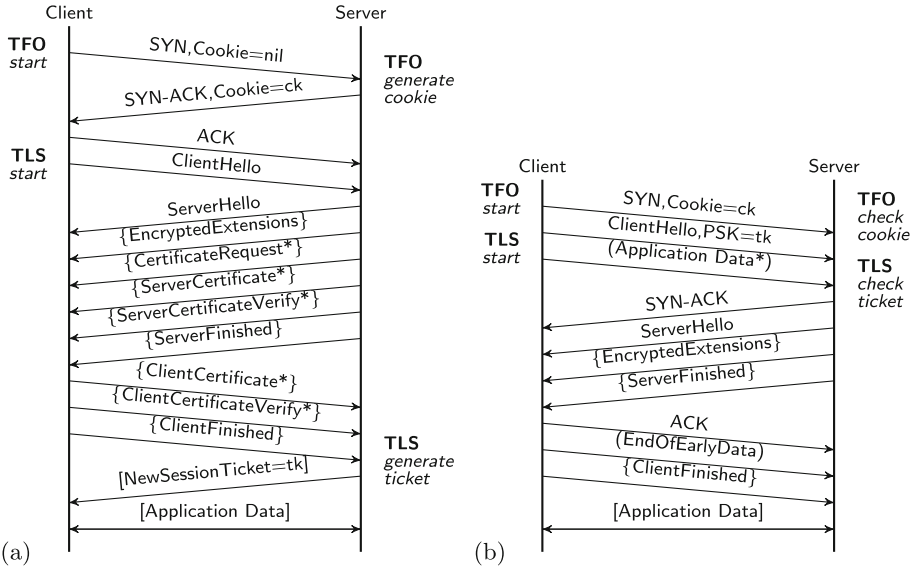 Client
Server
TFO
start
SYN,Cookie=nil
TFO
generate
cookie
SYN-ACK,Cookie=ck
ACK
TLS
start
ClientHello
ServerHello
{EncryptedExtensions}
{CertificateRequest*}
{ServerCertificate*}
{ServerCertificateVerify*}
{ServerFinished}
{ClientCertificate*}
{ClientCertificateVerify*}
{ClientFinished}
TLS
generate
ticket
[NewSessionTicket=tk]
[Application Data]
(a)
Client
Server
TFO
start
SYN,Cookie=ck
TFO
check
cookie
ClientHello,PSK=tk
TLS
start
(Application Data*)
TLS
check
ticket
SYN-ACK
ServerHello
{EncryptedExtensions}
{ServerFinished}
ACK
(EndOfEarlyData)
{ClientFinished}
[Application Data]
(b)